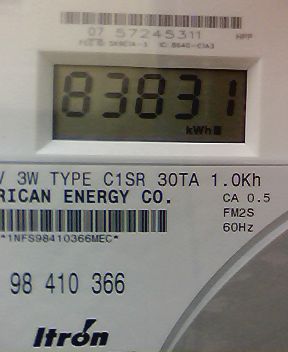 07 57245311
HPP
83831
kWh
V 3W TYPE C1SR 30TA 1.0Kh
RICAN ENERGY CO.
CA 0.5
FM2S
60Hz
*1NFS98410366MEC*
98 410 366
Itron